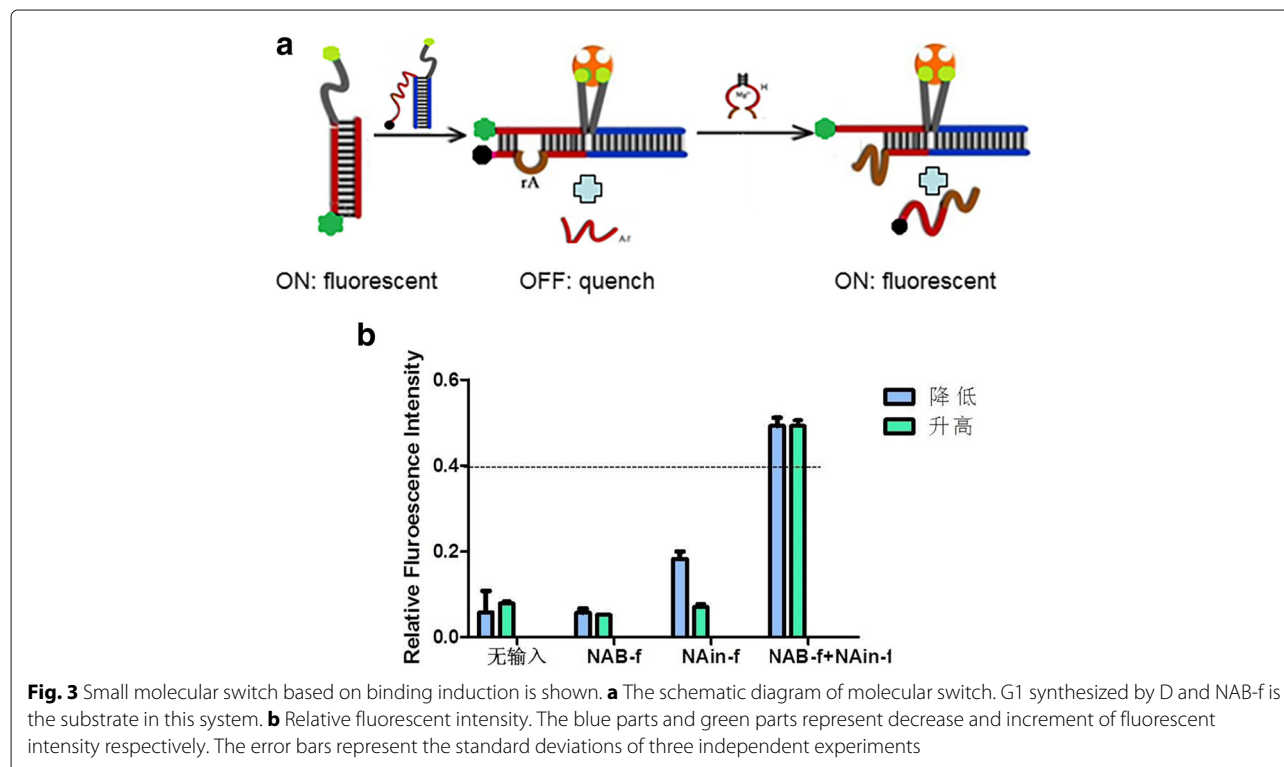 a
Mg²⁺
H
rA
ON: fluorescent
OFF: quench
ON: fluorescent
b
Relative Fluroescence Intensity
0.6
0.4
0.2
0.0
降低
升高
无输入
NAB-f
NAin-f
NAB-f+NAin-f
Fig. 3 Small molecular switch based on binding induction is shown. a The schematic diagram of molecular switch. G1 synthesized by D and NAB-f is
the substrate in this system. b Relative fluorescent intensity. The blue parts and green parts represent decrease and increment of fluorescent
intensity respectively. The error bars represent the standard deviations of three independent experiments